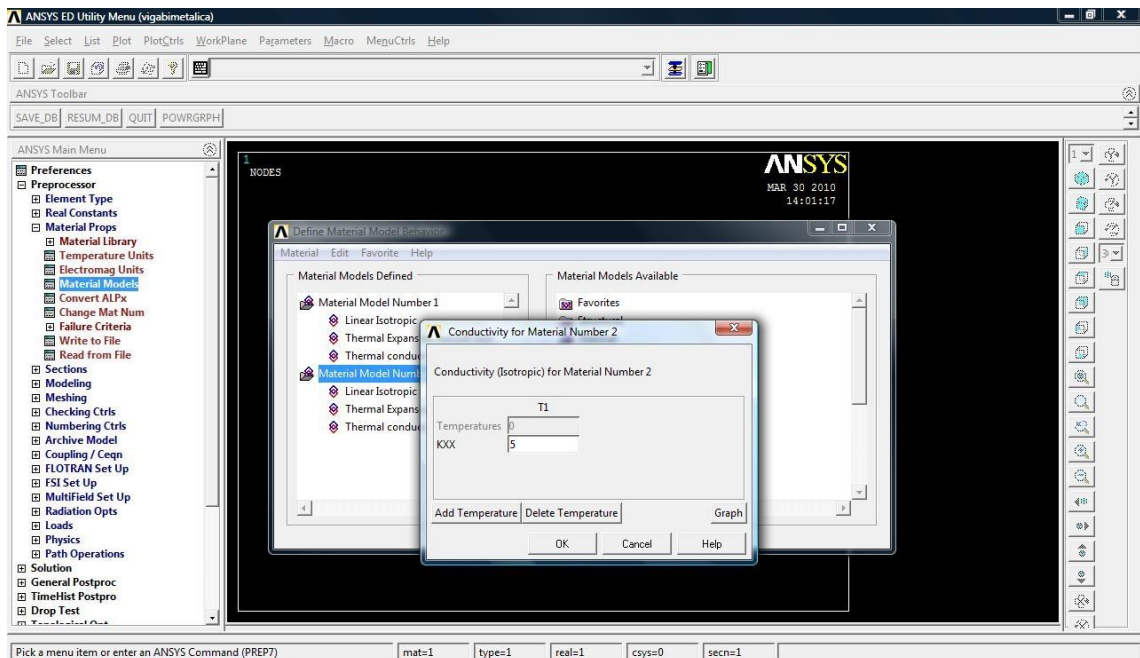 ANSYS ED Utility Menu (vigabimetalica)
File Select List Plot PlotCtrls WorkPlane Parameters Macro MenuCtrls Help
ANSYS Toolbar
SAVE_DB RESUM_DB QUIT POWRGRPH
ANSYS Main Menu
Preferences
Preprocessor
Element Type
Real Constants
Material Props
Material Library
Temperature Units
Electromag Units
Material Models
Convert ALPx
Change Mat Num
Failure Criteria
Write to File
Read from File
Sections
Modeling
Meshing
Checking Ctrls
Numbering Ctrls
Archive Model
Coupling / Ceqn
FLOTRAN Set Up
FSI Set Up
MultiField Set Up
Radiation Opts
Loads
Physics
Path Operations
Solution
General Postproc
TimeHist Postpro
Drop Test
1
NODES
ANSYS
MAR 30 2010
14:01:17
Define Material Model Behavior
Material Edit Favorite Help
Material Models Defined
Material Model Number 1
Linear Isotropic
Thermal Expans
Thermal conduc
Material Model Num
Linear Isotropic
Thermal Expans
Thermal conduc
Material Models Available
Favorites
Structural
Conductivity for Material Number 2
Conductivity (Isotropic) for Material Number 2
T1
Temperatures 0
KXX 5
Add Temperature Delete Temperature Graph
OK Cancel Help
1
3
Pick a menu item or enter an ANSYS Command (PREP7) mat=1 type=1 real=1 csys=0 secn=1